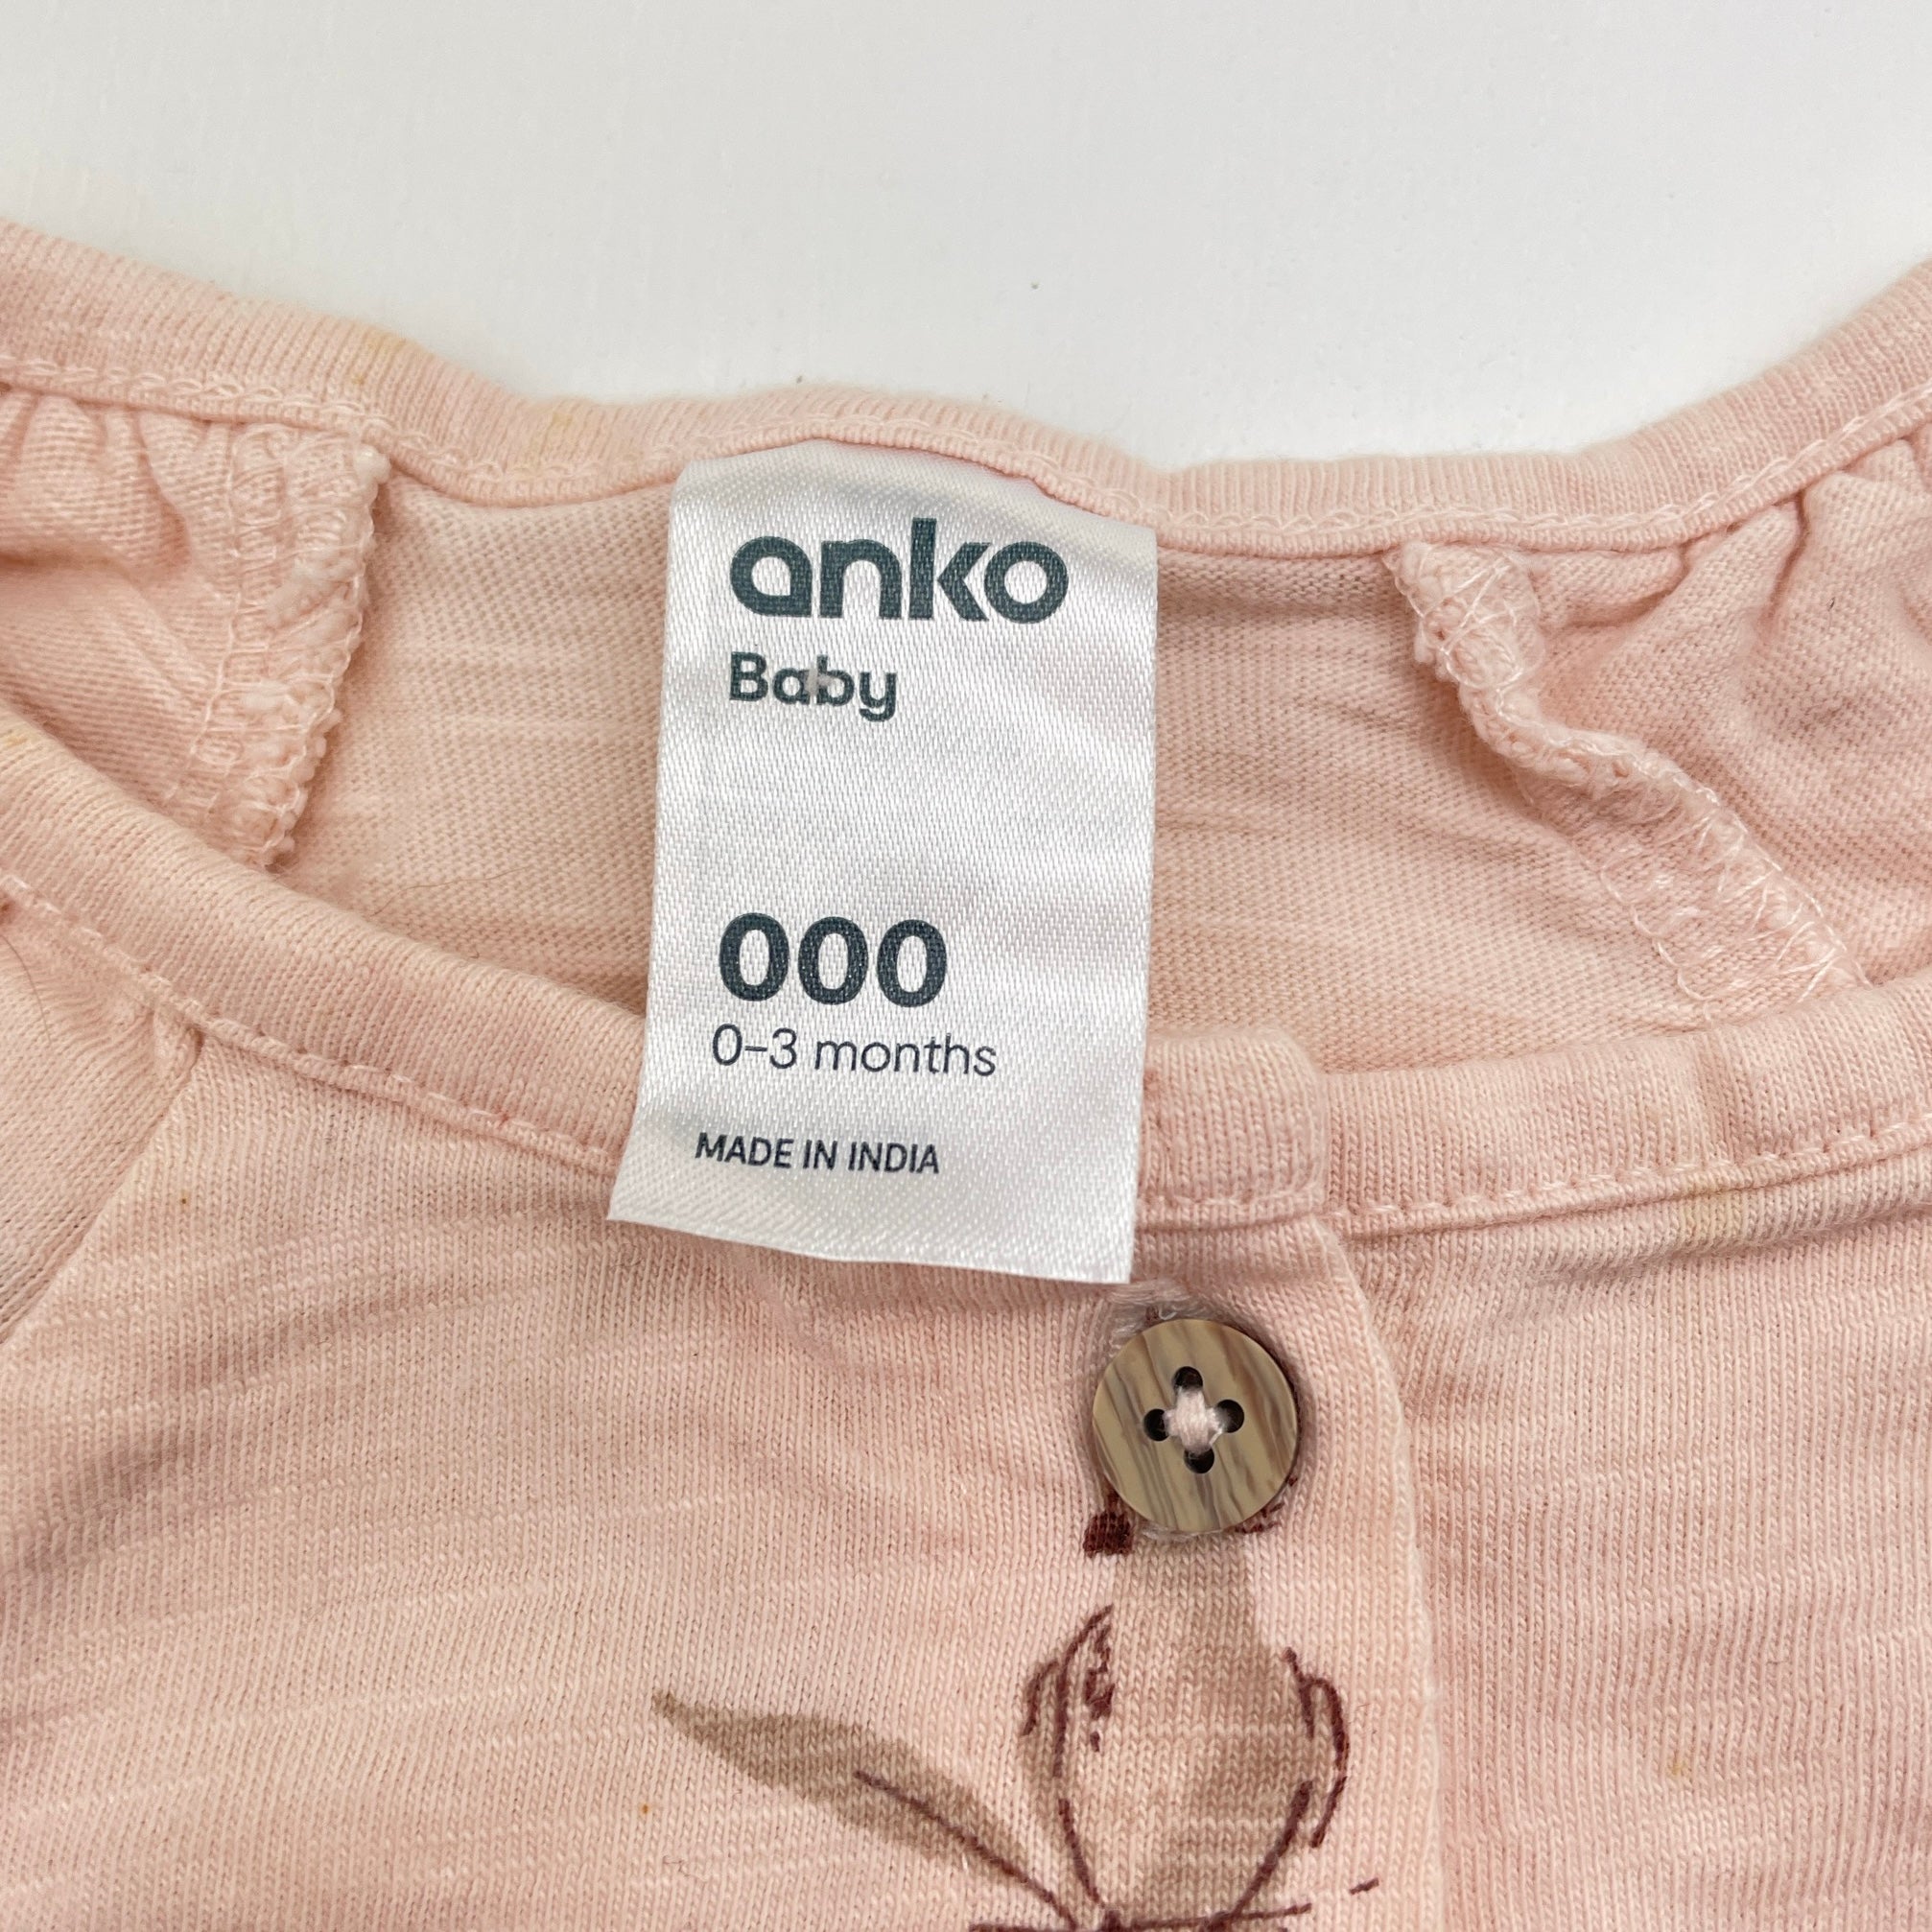 anko
Baby
000
0-3 months
MADE IN INDIA